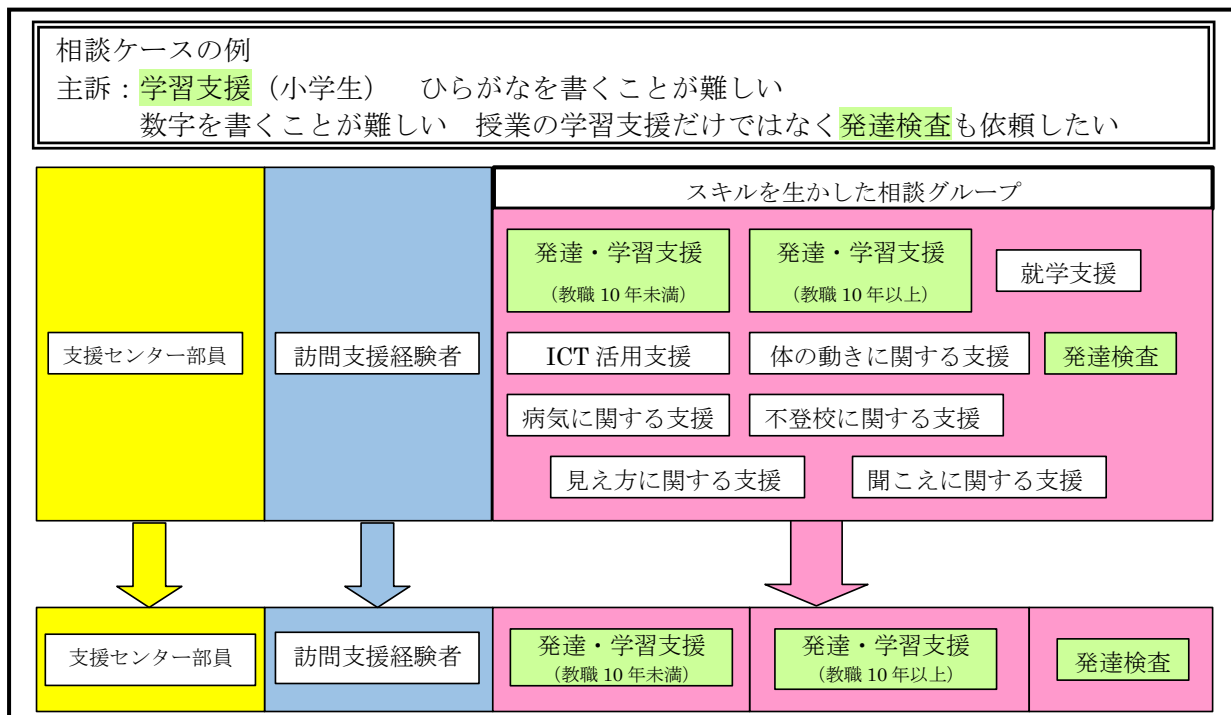 相談ケースの例
主訴：学習支援（小学生）　ひらがなを書くことが難しい
数字を書くことが難しい　授業の学習支援だけではなく発達検査も依頼したい
スキルを生かした相談グループ
支援センター部員
訪問支援経験者
発達・学習支援
（教職 10 年未満）
発達・学習支援
（教職 10 年以上）
就学支援
ICT 活用支援
体の動きに関する支援
発達検査
病気に関する支援
不登校に関する支援
見え方に関する支援
聞こえに関する支援
支援センター部員
訪問支援経験者
発達・学習支援
（教職 10 年未満）
発達・学習支援
（教職 10 年以上）
発達検査